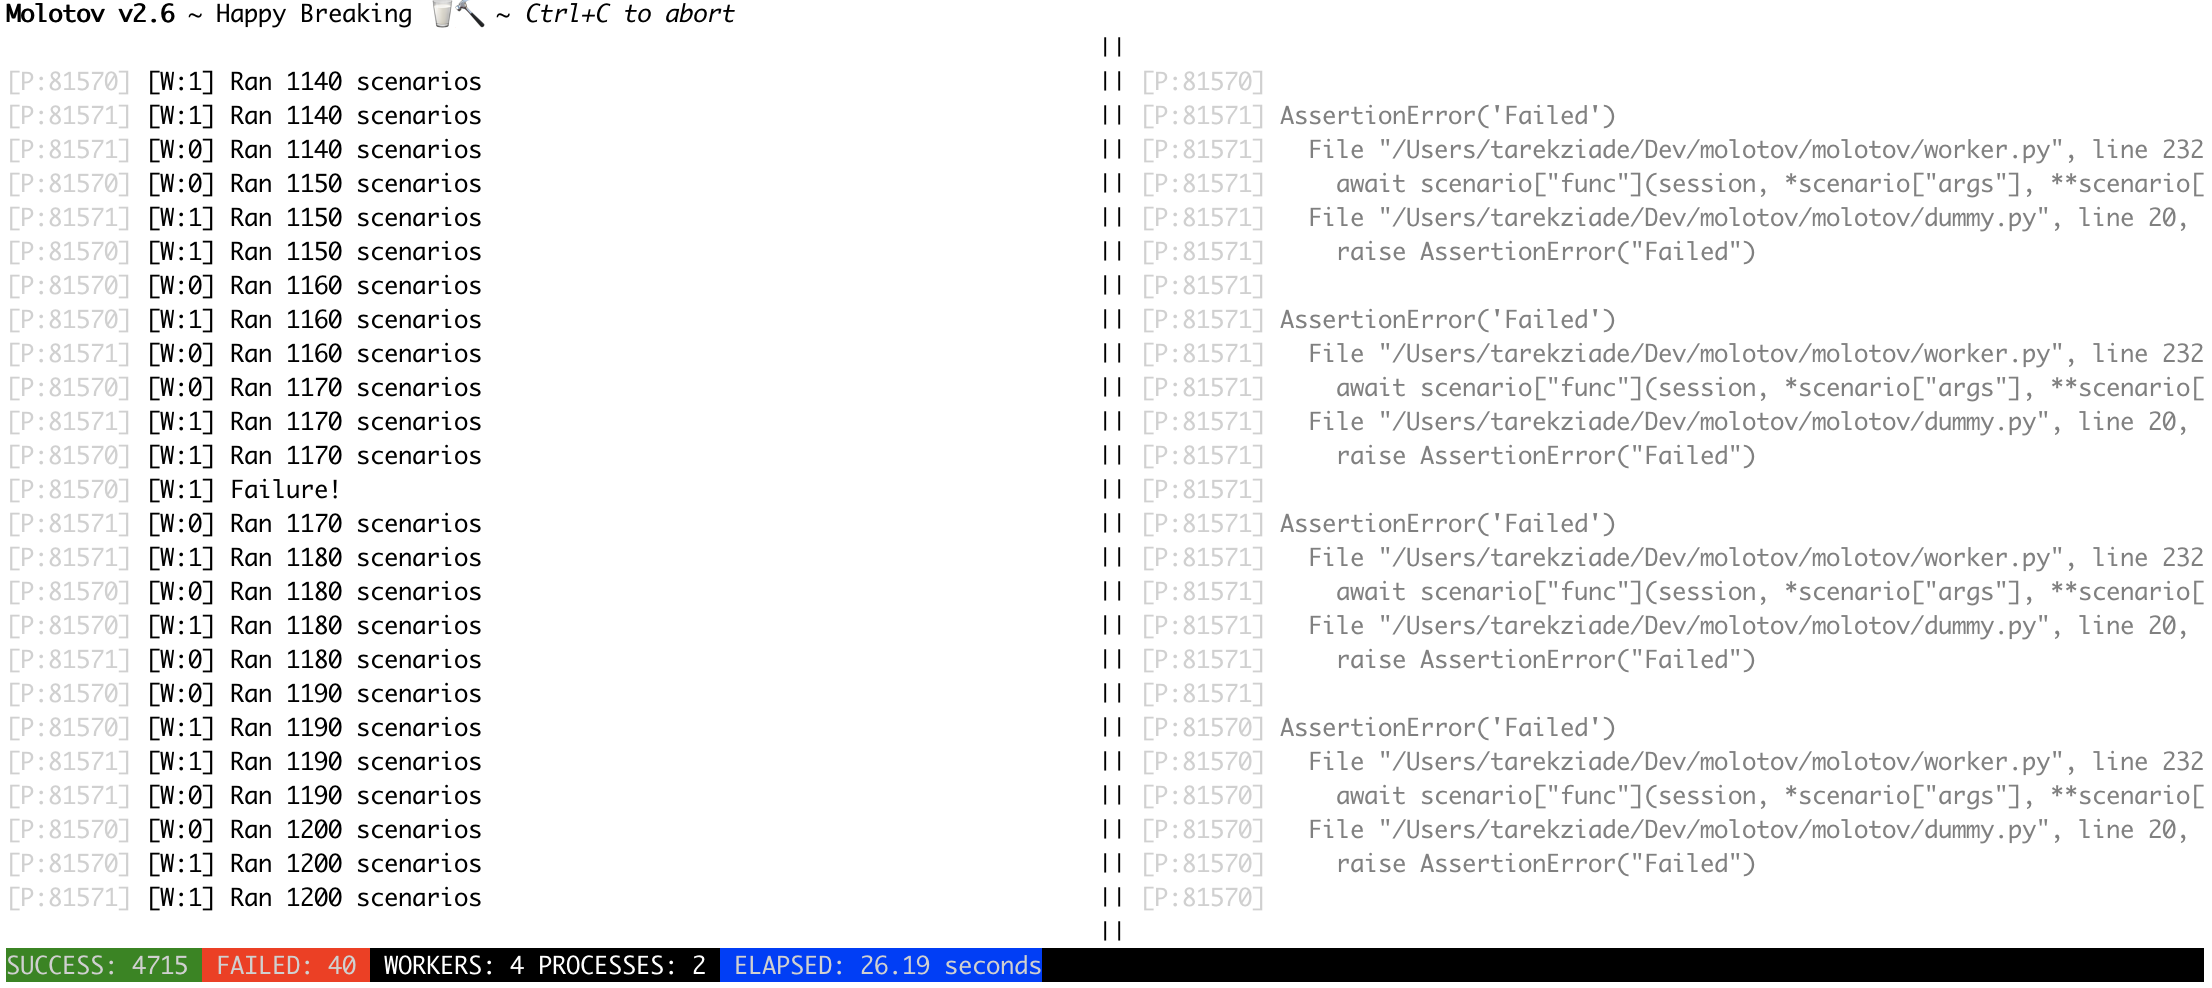 Molotov v2.6 ~ Happy Breaking 🥛🔨 ~ Ctrl+C to abort
||
[P:81570] [W:1] Ran 1140 scenarios || [P:81570]
[P:81571] [W:1] Ran 1140 scenarios || [P:81571] AssertionError('Failed')
[P:81571] [W:0] Ran 1140 scenarios || [P:81571]   File "/Users/tarekziade/Dev/molotov/molotov/worker.py", line 232
[P:81570] [W:0] Ran 1150 scenarios || [P:81571]     await scenario["func"](session, *scenario["args"], **scenario[
[P:81571] [W:1] Ran 1150 scenarios || [P:81571]   File "/Users/tarekziade/Dev/molotov/molotov/dummy.py", line 20,
[P:81570] [W:1] Ran 1150 scenarios || [P:81571]     raise AssertionError("Failed")
[P:81570] [W:0] Ran 1160 scenarios || [P:81571]
[P:81570] [W:1] Ran 1160 scenarios || [P:81571] AssertionError('Failed')
[P:81571] [W:0] Ran 1160 scenarios || [P:81571]   File "/Users/tarekziade/Dev/molotov/molotov/worker.py", line 232
[P:81570] [W:0] Ran 1170 scenarios || [P:81571]     await scenario["func"](session, *scenario["args"], **scenario[
[P:81571] [W:1] Ran 1170 scenarios || [P:81571]   File "/Users/tarekziade/Dev/molotov/molotov/dummy.py", line 20,
[P:81570] [W:1] Ran 1170 scenarios || [P:81571]     raise AssertionError("Failed")
[P:81570] [W:1] Failure! || [P:81571]
[P:81571] [W:0] Ran 1170 scenarios || [P:81571] AssertionError('Failed')
[P:81571] [W:1] Ran 1180 scenarios || [P:81571]   File "/Users/tarekziade/Dev/molotov/molotov/worker.py", line 232
[P:81570] [W:0] Ran 1180 scenarios || [P:81571]     await scenario["func"](session, *scenario["args"], **scenario[
[P:81570] [W:1] Ran 1180 scenarios || [P:81571]   File "/Users/tarekziade/Dev/molotov/molotov/dummy.py", line 20,
[P:81571] [W:0] Ran 1180 scenarios || [P:81571]     raise AssertionError("Failed")
[P:81570] [W:0] Ran 1190 scenarios || [P:81571]
[P:81570] [W:1] Ran 1190 scenarios || [P:81570] AssertionError('Failed')
[P:81571] [W:1] Ran 1190 scenarios || [P:81570]   File "/Users/tarekziade/Dev/molotov/molotov/worker.py", line 232
[P:81571] [W:0] Ran 1190 scenarios || [P:81570]     await scenario["func"](session, *scenario["args"], **scenario[
[P:81570] [W:0] Ran 1200 scenarios || [P:81570]   File "/Users/tarekziade/Dev/molotov/molotov/dummy.py", line 20,
[P:81570] [W:1] Ran 1200 scenarios || [P:81570]     raise AssertionError("Failed")
[P:81571] [W:1] Ran 1200 scenarios || [P:81570]
||
SUCCESS: 4715 FAILED: 40 WORKERS: 4 PROCESSES: 2 ELAPSED: 26.19 seconds